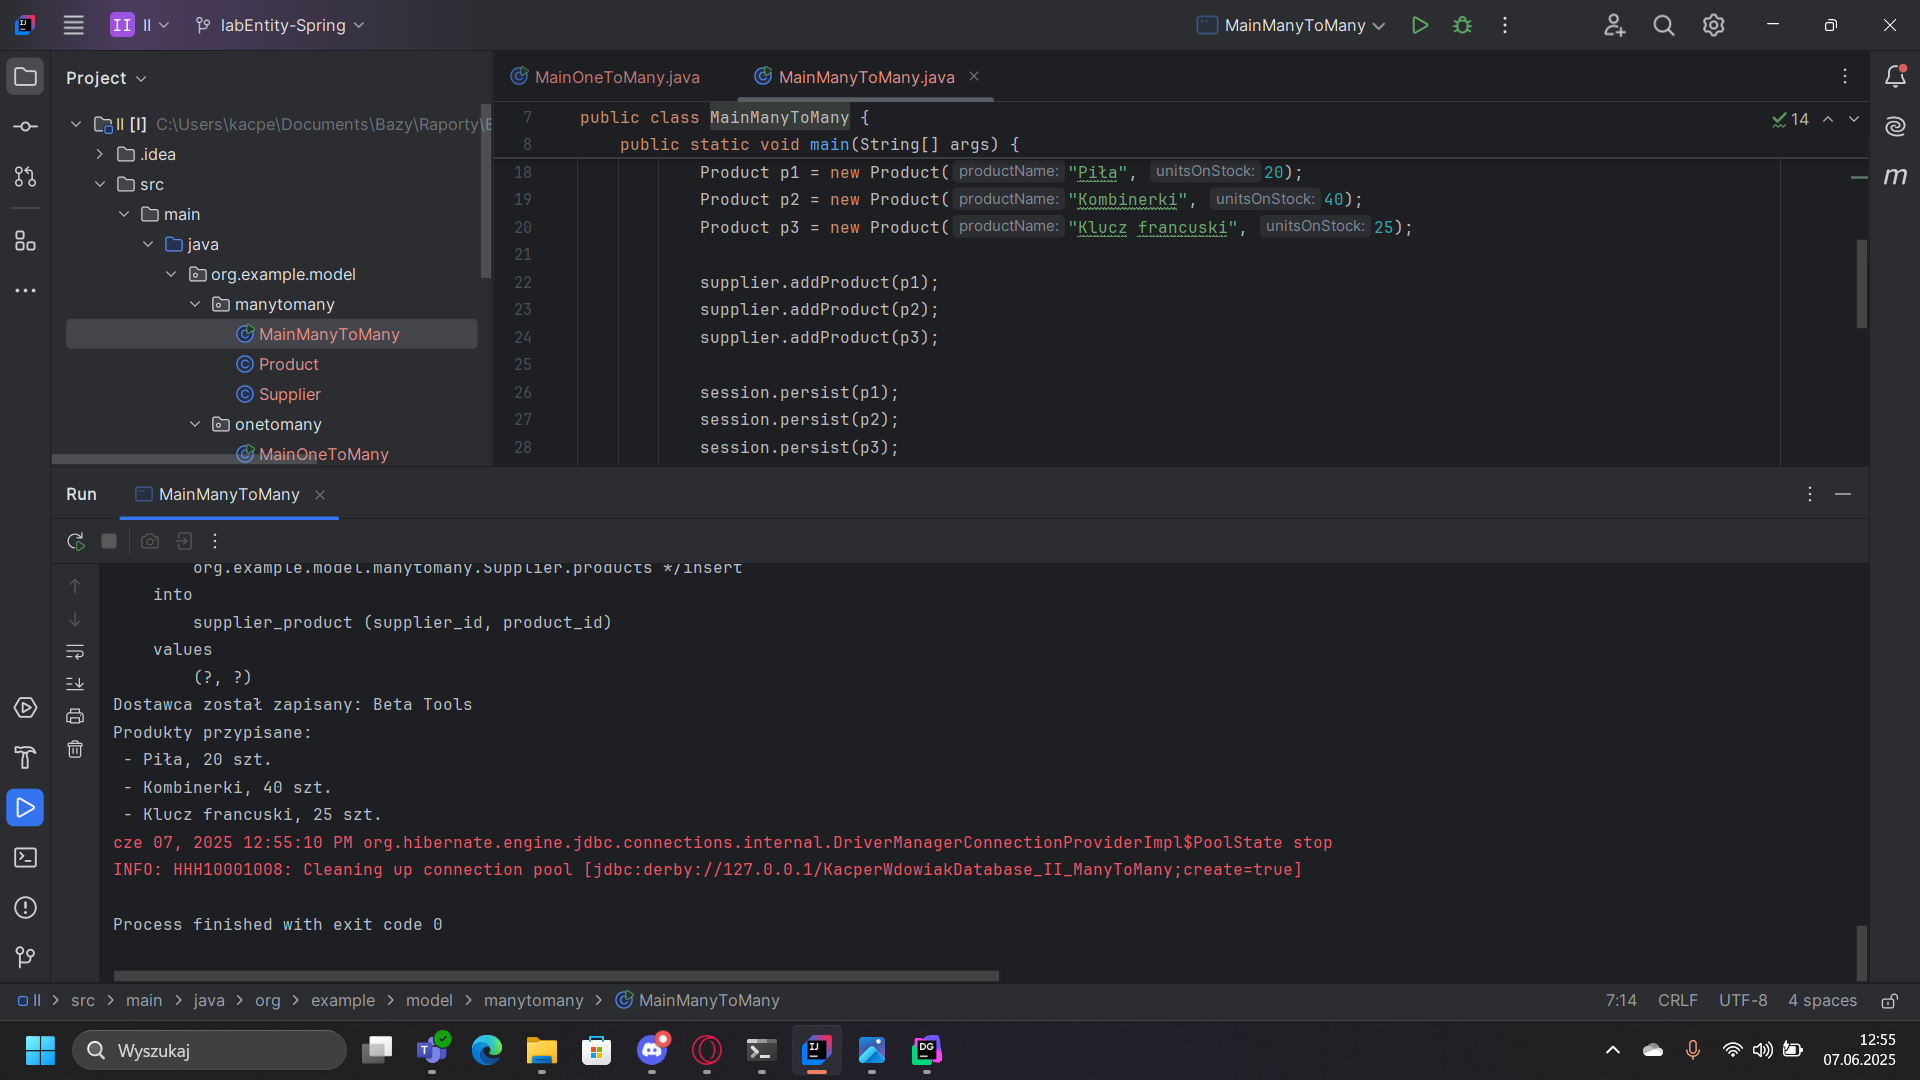 II
labEntity-Spring
MainManyToMany
Project
MainOneToMany.java
MainManyToMany.java
II [I] C:\Users\kacpe\Documents\Bazy\Raporty\
.idea
src
main
java
org.example.model
manytomany
MainManyToMany
Product
Supplier
onetomany
MainOneToMany
14
7 public class MainManyToMany {
8 public static void main(String[] args) {
18 Product p1 = new Product( productName: "Piła", unitsOnStock: 20);
19 Product p2 = new Product( productName: "Kombinerki", unitsOnStock: 40);
20 Product p3 = new Product( productName: "Klucz francuski", unitsOnStock: 25);
21
22 supplier.addProduct(p1);
23 supplier.addProduct(p2);
24 supplier.addProduct(p3);
25
26 session.persist(p1);
27 session.persist(p2);
28 session.persist(p3);
Run MainManyToMany
org.example.model.manytomany.Supplier.products */insert
into
supplier_product (supplier_id, product_id)
values
(?, ?)
Dostawca został zapisany: Beta Tools
Produkty przypisane:
- Piła, 20 szt.
- Kombinerki, 40 szt.
- Klucz francuski, 25 szt.
cze 07, 2025 12:55:10 PM org.hibernate.engine.jdbc.connections.internal.DriverManagerConnectionProviderImpl$PoolState stop
INFO: HHH10001008: Cleaning up connection pool [jdbc:derby://127.0.0.1/KacperWdowiakDatabase_II_ManyToMany;create=true]
Process finished with exit code 0
II > src > main > java > org > example > model > manytomany > MainManyToMany
7:14 CRLF UTF-8 4 spaces
Wyszukaj
12:55
07.06.2025